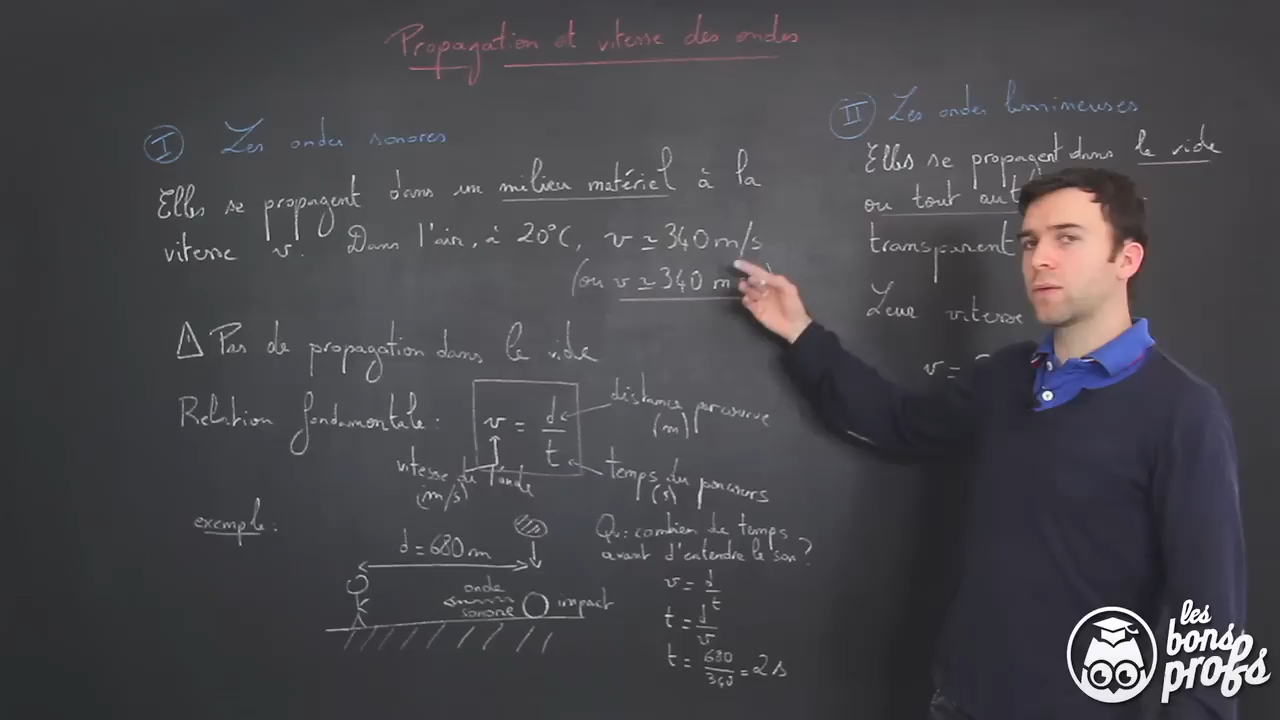 Propagation et vitesse des ondes
I Les ondes sonores
Elles se propagent dans un milieu matériel à la
vitesse v. Dans l'air, à 20°C, v ≃ 340 m/s
(ou v ≃ 340 m
⚠ Pas de propagation dans le vide
Relation fondamentale :
v = d/t
distance parcourue
(m)
vitesse de l'onde
(m/s)
temps du parcours
(s)
exemple :
d = 680 m
onde
sonore
impact
Q : combien de temps
avant d'entendre le son ?
v = d/t
t = d/v
t = 680/340 = 2 s
II Les ondes lumineuses
Elles se propagent dans le vide
ou tout aut
transparent
Leur vitesse
v =
les
bons
profs